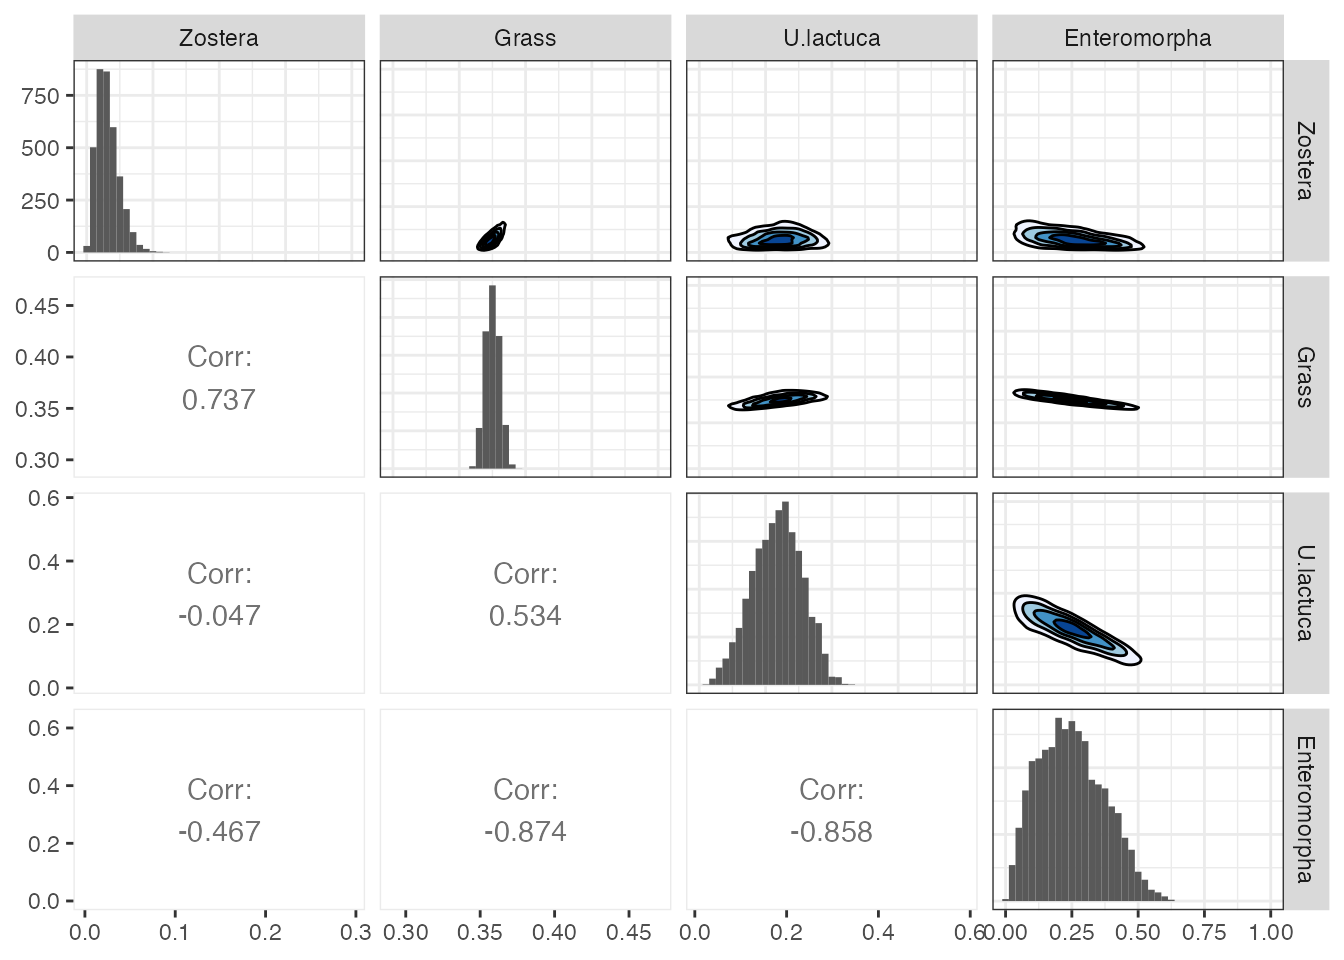 Zostera Grass U.lactuca Enteromorpha
750
500
250
0
Zostera
0.45
0.40
0.35
0.30
Corr:
0.737
Grass
0.6
0.4
0.2
0.0
Corr:
-0.047
Corr:
0.534
U.lactuca
0.6
0.4
0.2
0.0
Corr:
-0.467
Corr:
-0.874
Corr:
-0.858
Enteromorpha
0.0 0.1 0.2 0.3 0.30 0.35 0.40 0.45 0.0 0.2 0.4 0.6 0.00 0.25 0.50 0.75 1.00